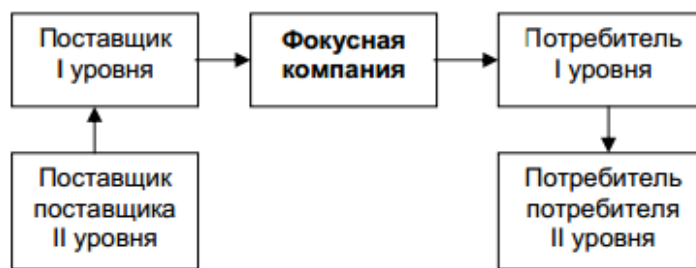 Поставщик
I уровня
Фокусная
компания
Потребитель
I уровня
Поставщик
поставщика
II уровня
Потребитель
потребителя
II уровня